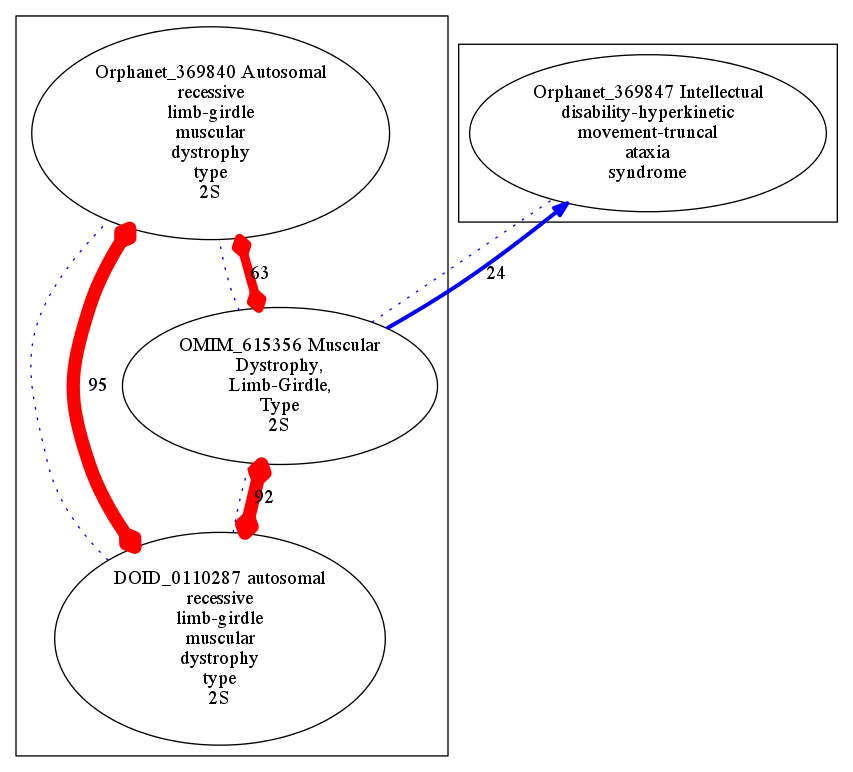 Orphanet_369840 Autosomal
recessive
limb-girdle
muscular
dystrophy
type
2S
Orphanet_369847 Intellectual
disability-hyperkinetic
movement-truncal
ataxia
syndrome
63
24
OMIM_615356 Muscular
Dystrophy,
Limb-Girdle,
Type
2S
95
92
DOID_0110287 autosomal
recessive
limb-girdle
muscular
dystrophy
type
2S